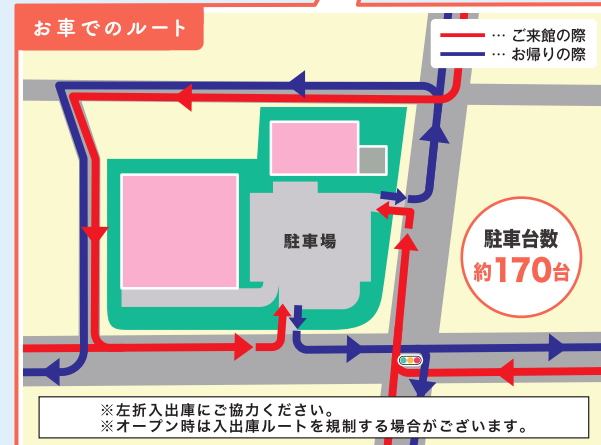 お車でのルート
… ご来館の際
… お帰りの際
駐車場
駐車台数
約170台
※左折入出庫にご協力ください。
※オープン時は入出庫ルートを規制する場合がございます。